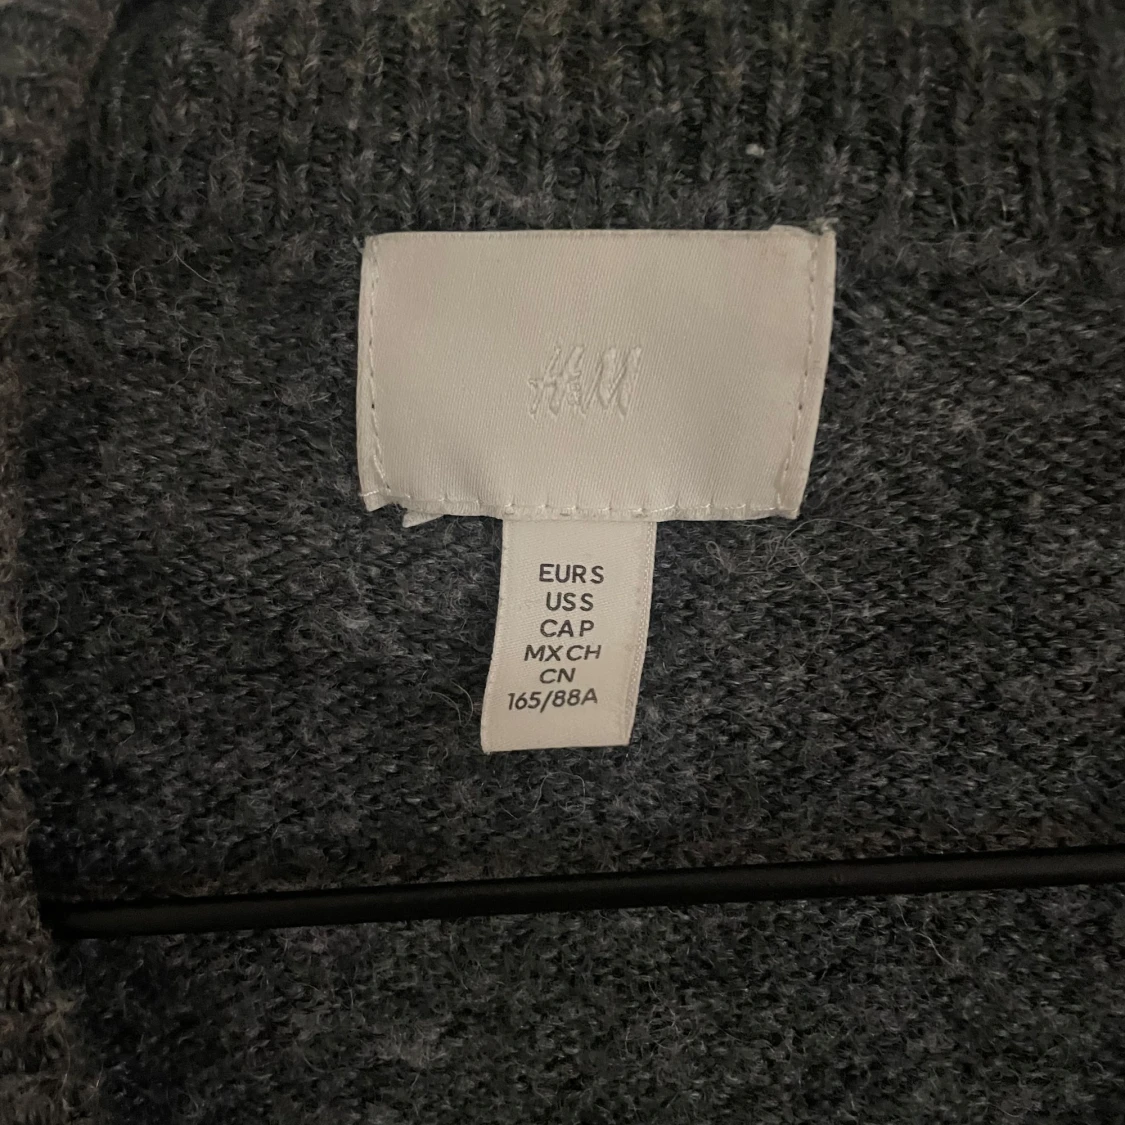 H&M
EUR S
US S
CA P
MX CH
CN
165/88A